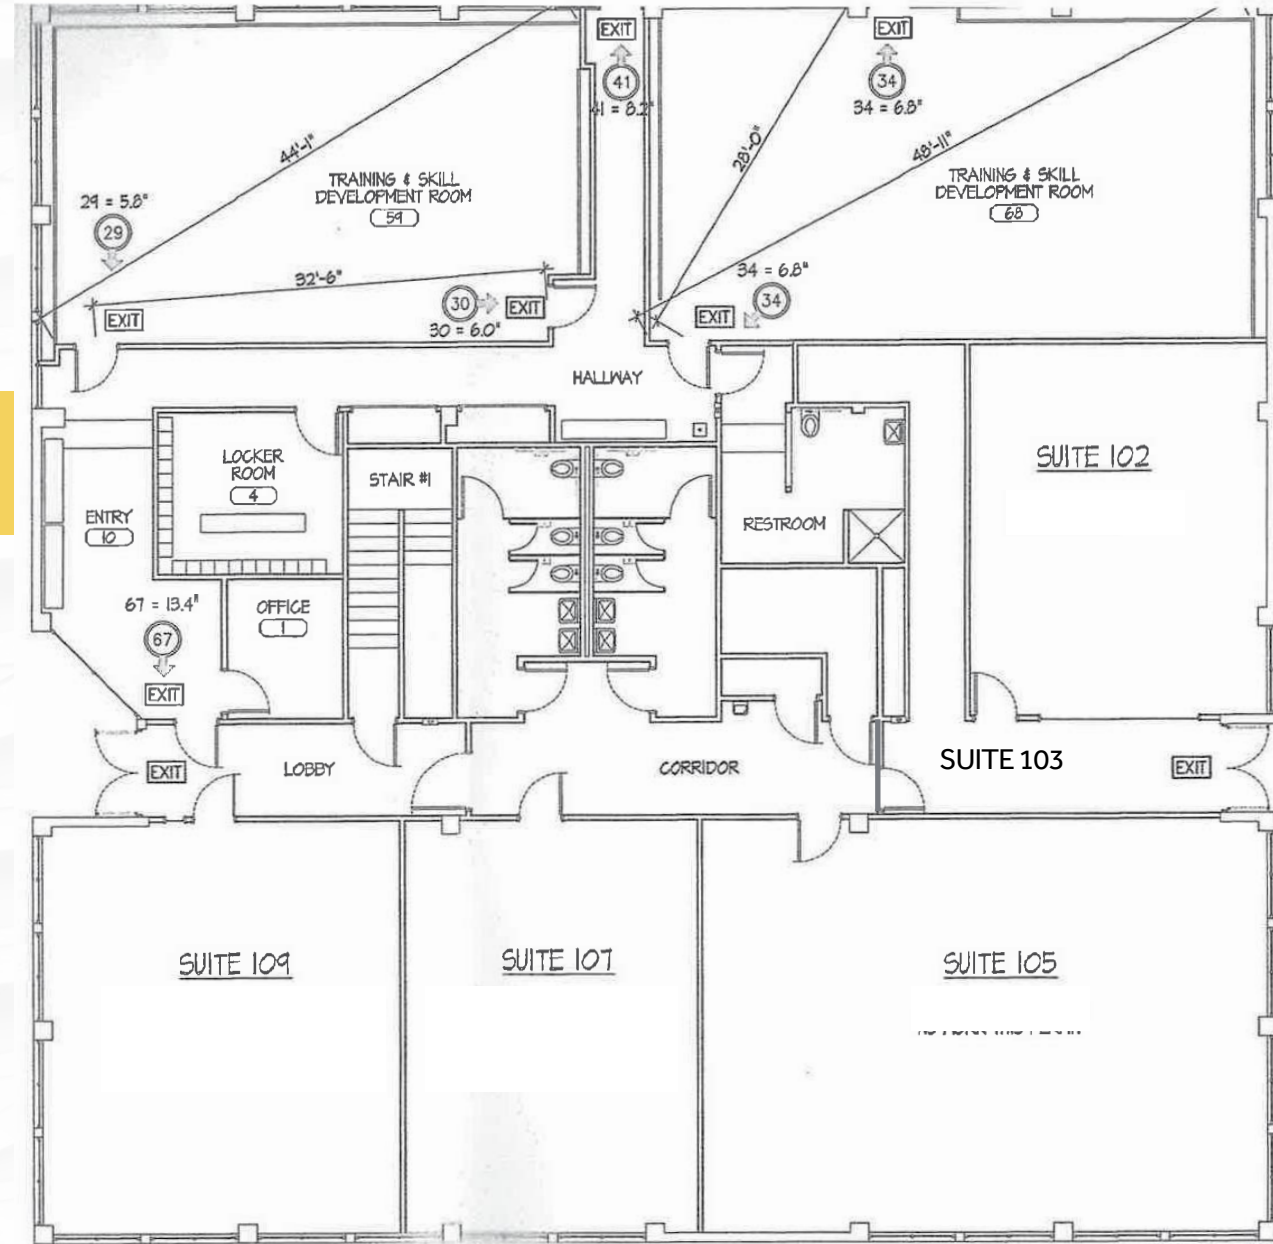 EXIT
41
41 = 8.2"
EXIT
34
34 = 6.8"
44'-1"
28'-0"
48'-11"
TRAINING & SKILL
DEVELOPMENT ROOM
59
TRAINING & SKILL
DEVELOPMENT ROOM
68
29 = 5.8"
29
32'-6"
EXIT
30
EXIT
30 = 6.0"
34 = 6.8"
34
EXIT
HALLWAY
LOCKER
ROOM
4
STAIR #1
SUITE 102
ENTRY
10
RESTROOM
67 = 13.4"
67
EXIT
OFFICE
1
EXIT
LOBBY
CORRIDOR
SUITE 103
EXIT
SUITE 109
SUITE 107
SUITE 105